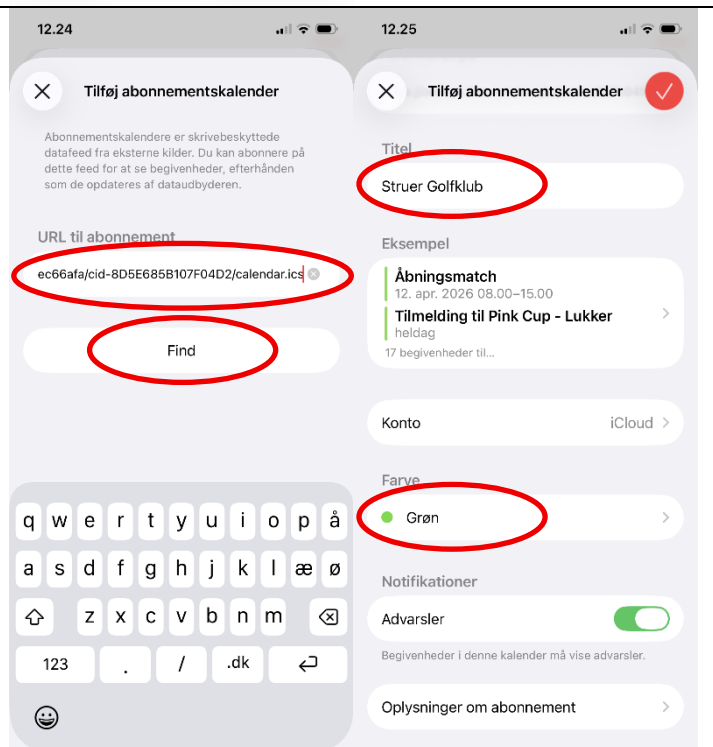 12.24
Tilføj abonnementskalender
Abonnementskalendere er skrivebeskyttede
datafeed fra eksterne kilder. Du kan abonnere på
dette feed for at se begivenheder, efterhånden
som de opdateres af dataudbyderen.
URL til abonnement
ec66afa/cid-8D5E685B107F04D2/calendar.ics
Find
q w e r t y u i o p å
a s d f g h j k l æ ø
z x c v b n m
123 . / .dk
12.25
Tilføj abonnementskalender
Titel
Struer Golfklub
Eksempel
Åbningsmatch
12. apr. 2026 08.00–15.00
Tilmelding til Pink Cup - Lukker
heldag
17 begivenheder til...
Konto iCloud
Farve
Grøn
Notifikationer
Advarsler
Begivenheder i denne kalender må vise advarsler.
Oplysninger om abonnement